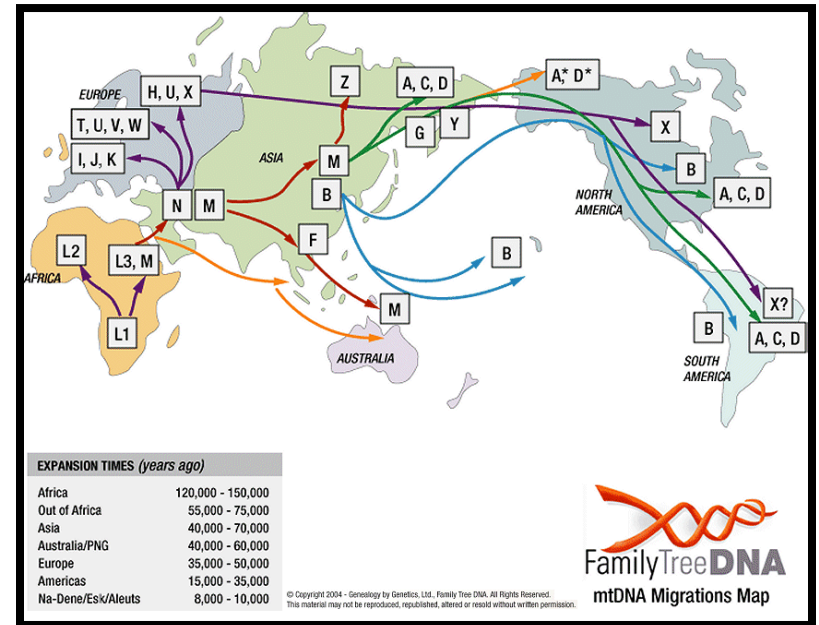 Z
A, C, D
A,* D*
EUROPE
H, U, X
T, U, V, W
G
Y
X
I, J, K
ASIA
M
B
N
M
B
A, C, D
NORTH
AMERICA
L2
L3, M
F
B
AFRICA
M
X?
L1
B
A, C, D
AUSTRALIA
SOUTH
AMERICA
EXPANSION TIMES (years ago)
Africa 120,000 - 150,000
Out of Africa 55,000 - 75,000
Asia 40,000 - 70,000
Australia/PNG 40,000 - 60,000
Europe 35,000 - 50,000
Americas 15,000 - 35,000
Na-Dene/Esk/Aleuts 8,000 - 10,000
© Copyright 2004 - Genealogy by Genetics, Ltd., Family Tree DNA. All Rights Reserved.
This material may not be reproduced, republished, altered or resold without written permission.
FamilyTreeDNA
mtDNA Migrations Map